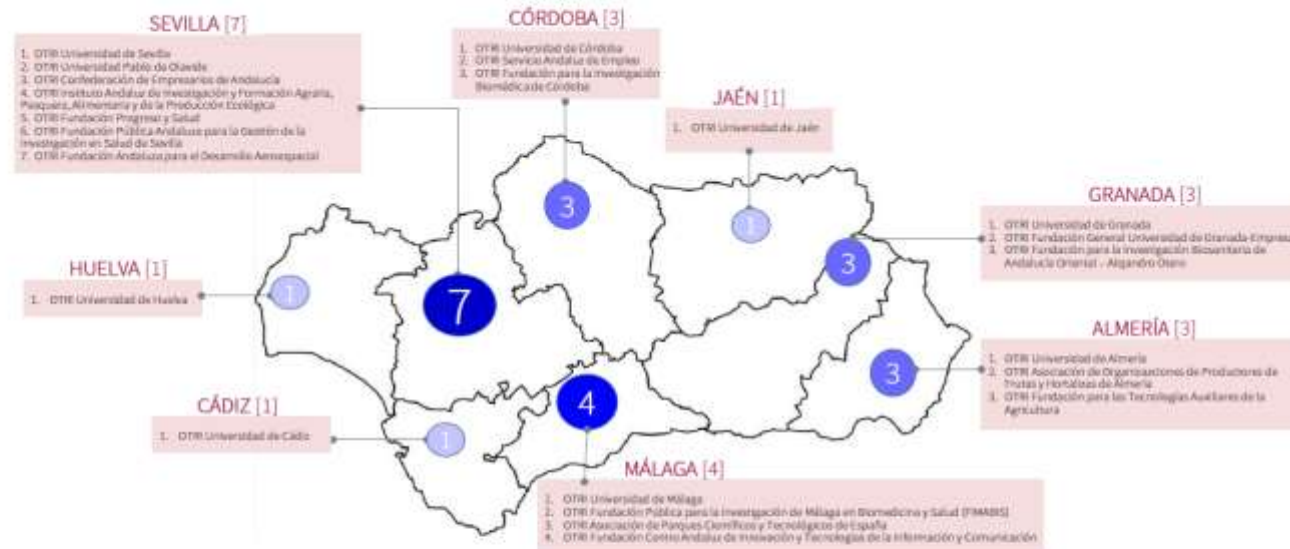 SEVILLA [7]
1. OTRI Universidad de Sevilla
2. OTRI Universidad Pablo de Olavide
3. OTRI Confederación de Empresarios de Andalucía
4. OTRI Instituto Andaluz de Investigación y Formación Agraria,
Pesquera, Alimentaria y de la Producción Ecológica
5. OTRI Fundación Progreso y Salud
6. OTRI Fundación Pública Andaluza para la Gestión de la
Investigación en Salud de Sevilla
7. OTRI Fundación Andaluza para el Desarrollo Aeroespacial
CÓRDOBA [3]
1. OTRI Universidad de Córdoba
2. OTRI Servicio Andaluz de Empleo
3. OTRI Fundación para la Investigación
Biomédica de Córdoba
JAÉN [1]
1. OTRI Universidad de Jaén
GRANADA [3]
1. OTRI Universidad de Granada
2. OTRI Fundación General Universidad de Granada-Empresa
3. OTRI Fundación para la Investigación Biosanitaria de
Andalucía Oriental – Alejandro Otero
HUELVA [1]
1. OTRI Universidad de Huelva
ALMERÍA [3]
1. OTRI Universidad de Almería
2. OTRI Asociación de Organizaciones de Productores de
Frutas y Hortalizas de Almería
3. OTRI Fundación para las Tecnologías Auxiliares de la
Agricultura
CÁDIZ [1]
1. OTRI Universidad de Cádiz
MÁLAGA [4]
1. OTRI Universidad de Málaga
2. OTRI Fundación Pública para la Investigación de Málaga en Biomedicina y Salud (FIMABIS)
3. OTRI Asociación de Parques Científicos y Tecnológicos de España
4. OTRI Fundación Centro Andaluz de Innovación y Tecnologías de la Información y Comunicación
3
1
3
1
7
3
4
1